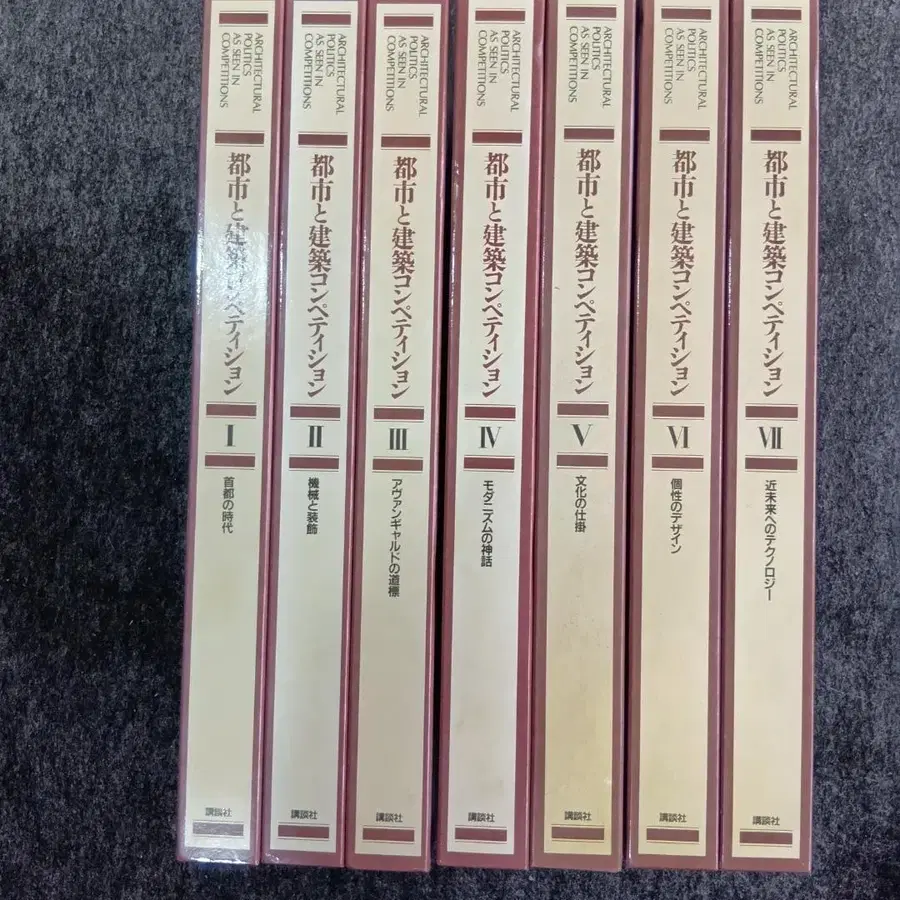 ARCHITECTURAL
POLITICS
AS SEEN IN
COMPETITIONS
都市と建築コンペティション
I
首都の時代
講談社
ARCHITECTURAL
POLITICS
AS SEEN IN
COMPETITIONS
都市と建築コンペティション
II
機械と装飾
講談社
ARCHITECTURAL
POLITICS
AS SEEN IN
COMPETITIONS
都市と建築コンペティション
III
アヴァンギャルドの道標
講談社
ARCHITECTURAL
POLITICS
AS SEEN IN
COMPETITIONS
都市と建築コンペティション
IV
モダニズムの神話
講談社
ARCHITECTURAL
POLITICS
AS SEEN IN
COMPETITIONS
都市と建築コンペティション
V
文化の仕掛
講談社
ARCHITECTURAL
POLITICS
AS SEEN IN
COMPETITIONS
都市と建築コンペティション
VI
個性のデザイン
講談社
ARCHITECTURAL
POLITICS
AS SEEN IN
COMPETITIONS
都市と建築コンペティション
VII
近未来へのテクノロジー
講談社